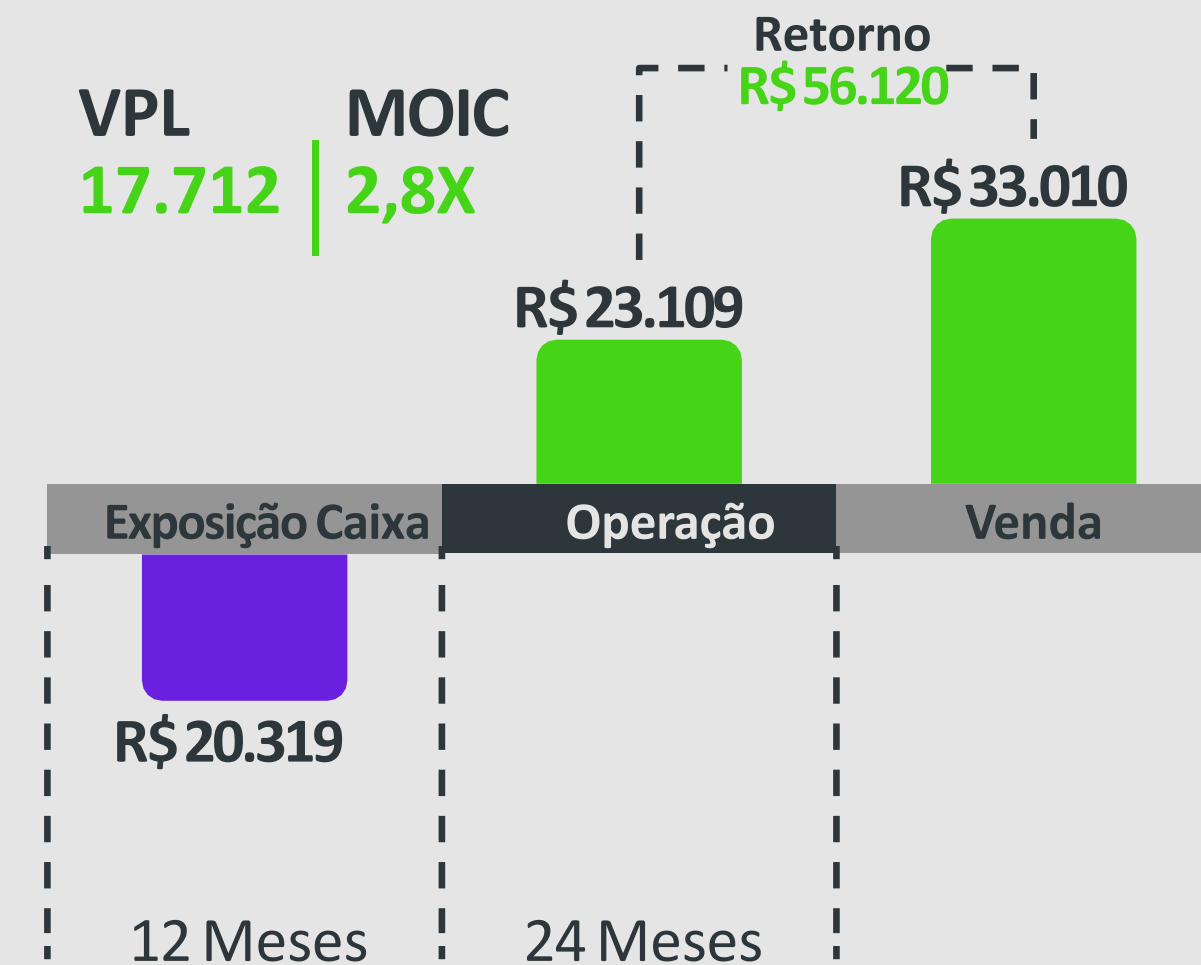 Retorno
R$ 56.120
VPL
MOIC
17.712
2,8X
R$ 33.010
R$ 23.109
Exposição Caixa
Operação
Venda
R$ 20.319
12 Meses
24 Meses